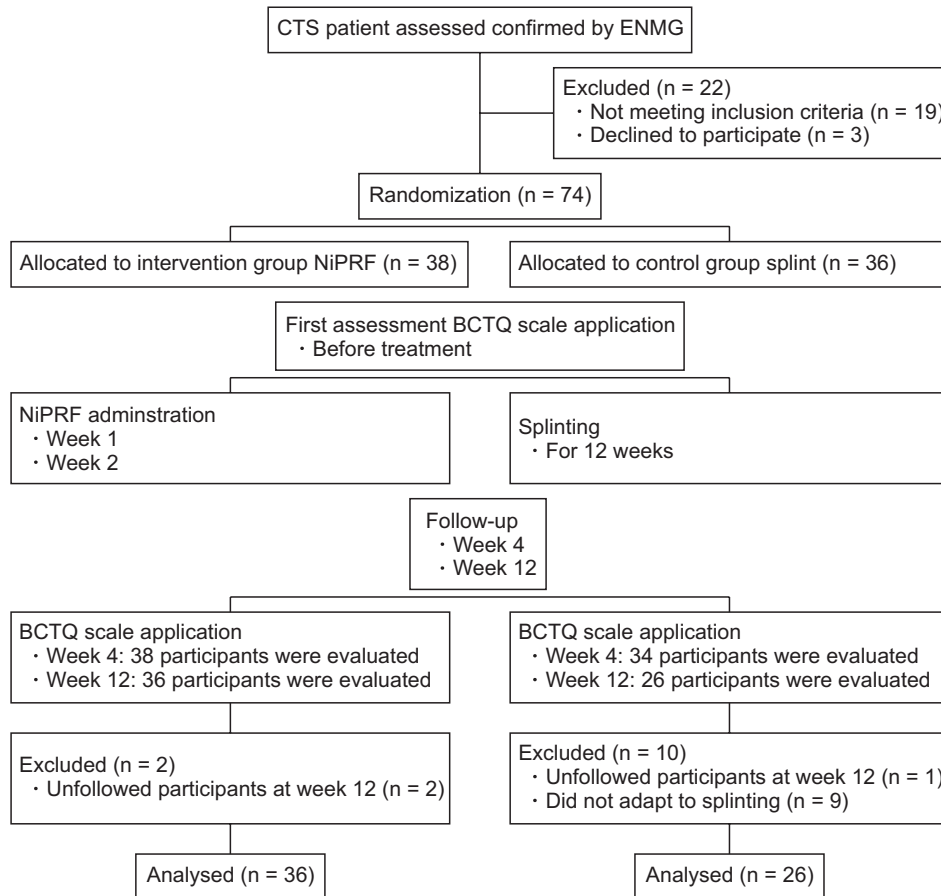 CTS patient assessed confirmed by ENMG
Excluded (n = 22)
· Not meeting inclusion criteria (n = 19)
· Declined to participate (n = 3)
Randomization (n = 74)
Allocated to intervention group NiPRF (n = 38)
Allocated to control group splint (n = 36)
First assessment BCTQ scale application
· Before treatment
NiPRF adminstration
· Week 1
· Week 2
Splinting
· For 12 weeks
Follow-up
· Week 4
· Week 12
BCTQ scale application
· Week 4: 38 participants were evaluated
· Week 12: 36 participants were evaluated
BCTQ scale application
· Week 4: 34 participants were evaluated
· Week 12: 26 participants were evaluated
Excluded (n = 2)
· Unfollowed participants at week 12 (n = 2)
Excluded (n = 10)
· Unfollowed participants at week 12 (n = 1)
· Did not adapt to splinting (n = 9)
Analysed (n = 36)
Analysed (n = 26)